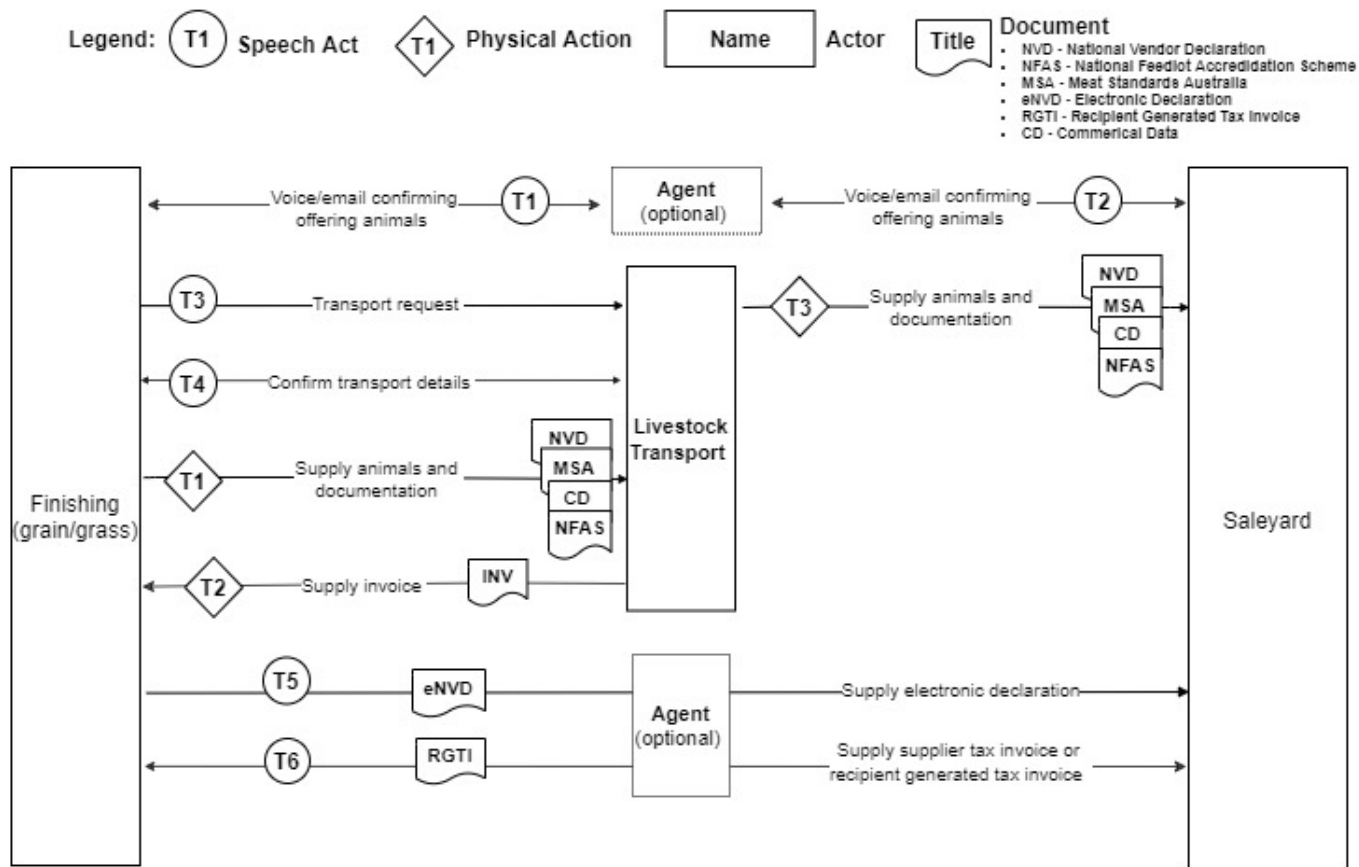 Legend: T1 Speech Act T1 Physical Action Name Actor Title Document
NVD - National Vendor Declaration
NFAS - National Feedlot Accredidation Scheme
MSA - Meat Standards Australia
eNVD - Electronic Declaration
RGTI - Recipient Generated Tax Invoice
CD - Commerical Data
Voice/email confirming
offering animals
T1
Agent
(optional)
Voice/email confirming
offering animals
T2
T3
Transport request
T3
Supply animals and
documentation
NVD
MSA
CD
NFAS
T4
Confirm transport details
Livestock
Transport
T1
Supply animals and
documentation
NVD
MSA
CD
NFAS
Finishing
(grain/grass)
Saleyard
T2
Supply invoice
INV
T5
eNVD
Agent
(optional)
Supply electronic declaration
T6
RGTI
Supply supplier tax invoice or
recipient generated tax invoice